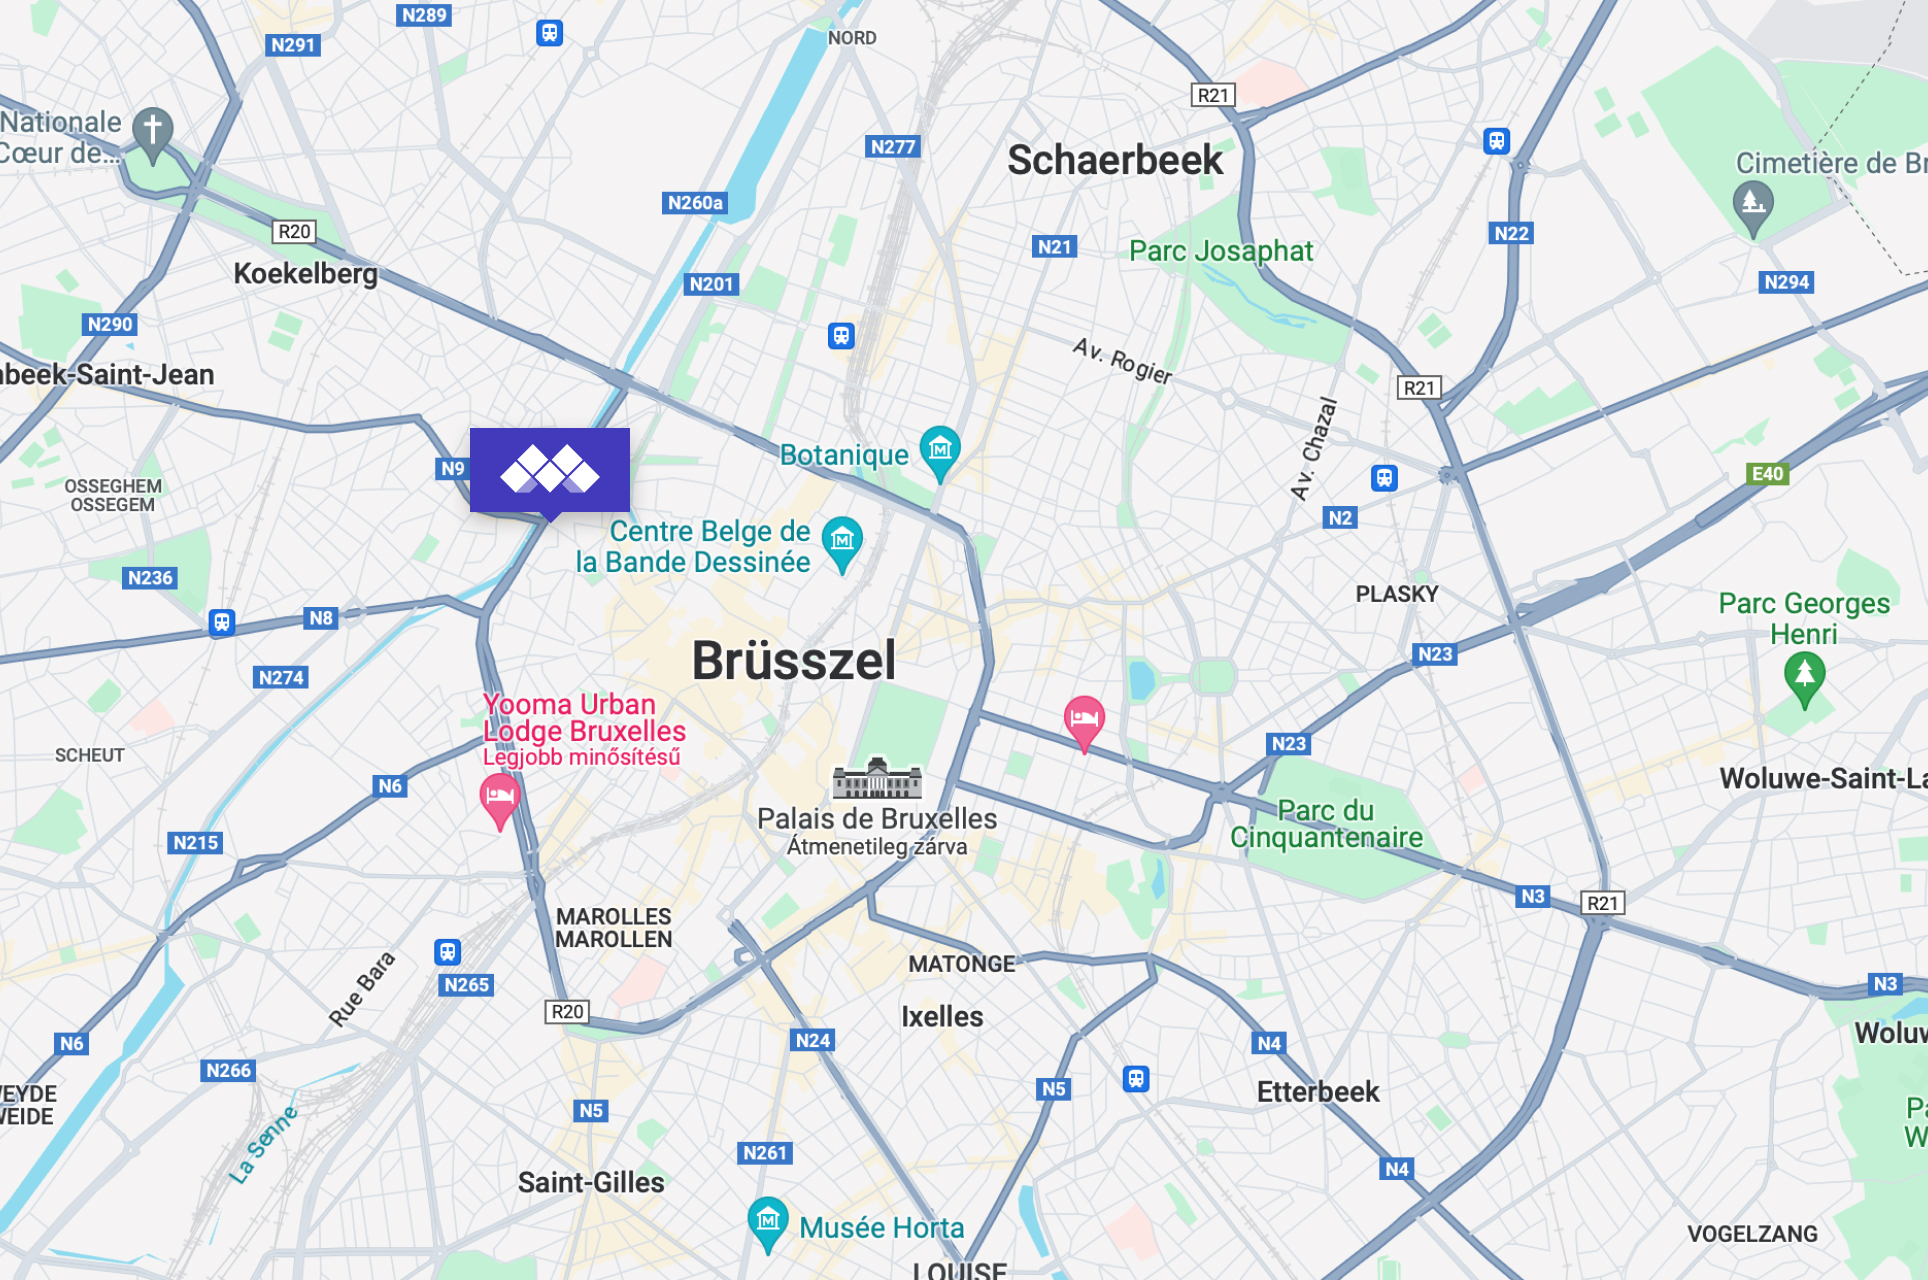 N289
N291
NORD
R21
Nationale
Cœur de...
N277
Schaerbeek
Cimetière de Br
N260a
R20
N21
Parc Josaphat
N22
Koekelberg
N201
N294
N290
Av. Rogier
nbeek-Saint-Jean
R21
Av. Chazal
Botanique
N9
E40
OSSEGHEM
OSSEGEM
N2
Centre Belge de
la Bande Dessinée
N236
PLASKY
Parc Georges
Henri
N8
Brüsszel
N23
N274
Yooma Urban
Lodge Bruxelles
Legjobb minősítésű
SCHEUT
N23
N6
Woluwe-Saint-La
Palais de Bruxelles
Átmenetileg zárva
Parc du
Cinquantenaire
N215
N3
R21
MAROLLES
MAROLLEN
MATONGE
Rue Bara
N265
N3
R20
Ixelles
Woluw
N6
N24
N4
N266
N5
Etterbeek
EYDE
EIDE
N5
La Senne
Pa
W
N261
N4
Saint-Gilles
Musée Horta
VOGELZANG
LOUISE